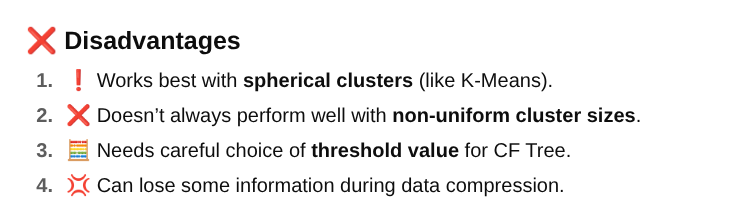 ❌ Disadvantages
1. ❗ Works best with spherical clusters (like K-Means).
2. ❌ Doesn’t always perform well with non-uniform cluster sizes.
3. 🧮 Needs careful choice of threshold value for CF Tree.
4. 💢 Can lose some information during data compression.